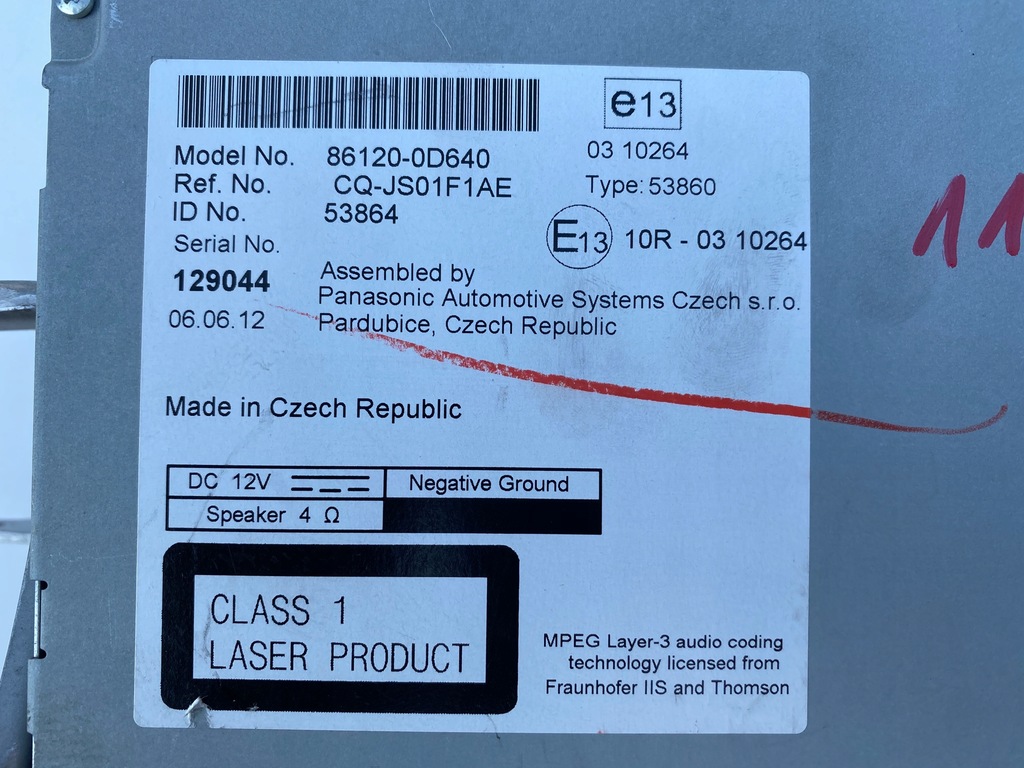 e13
Model No. 86120-0D640
03 10264
Ref. No. CQ-JS01F1AE
Type: 53860
ID No. 53864
Serial No.
E13 10R - 03 10264
129044
Assembled by
Panasonic Automotive Systems Czech s.r.o.
06.06.12
Pardubice, Czech Republic
11
Made in Czech Republic
DC 12V
Negative Ground
Speaker 4 Ω
CLASS 1
LASER PRODUCT
MPEG Layer-3 audio coding
technology licensed from
Fraunhofer IIS and Thomson